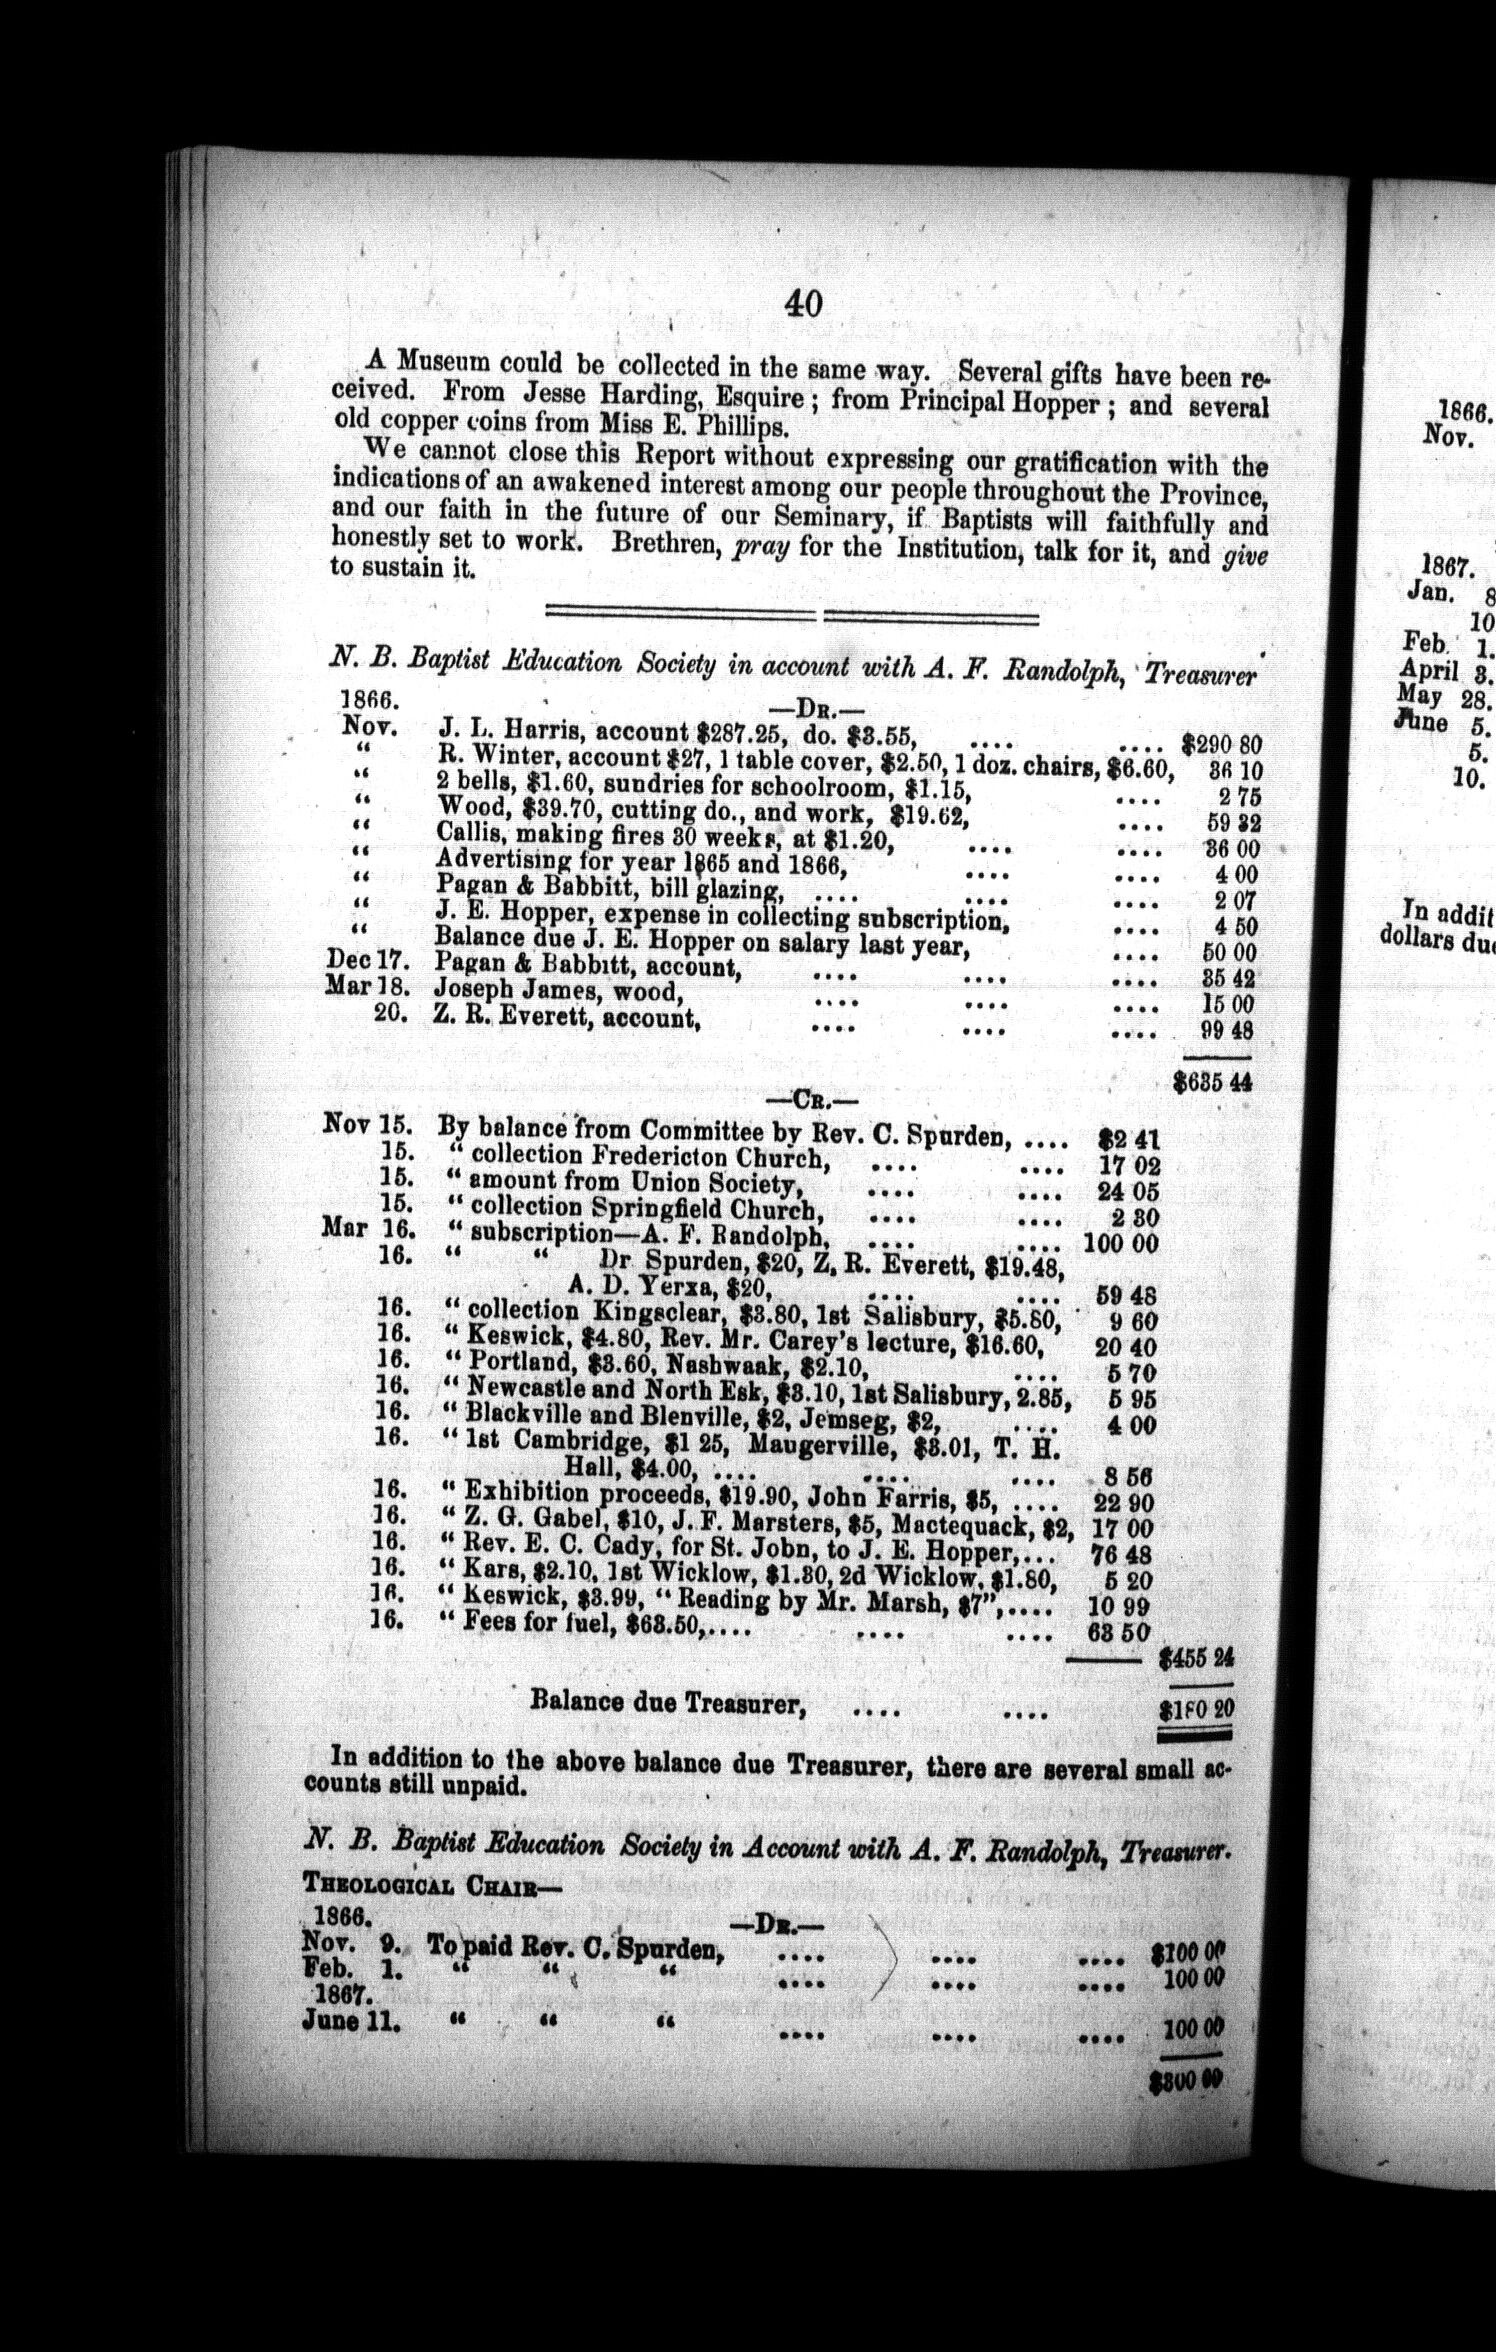 40
A Museum could be collected in the same way. Several gifts have been re-
ceived. From Jesse Harding, Esquire; from Principal Hopper; and several
old copper coins from Miss E. Phillips.
We cannot close this Report without expressing our gratification with the
indications of an awakened interest among our people throughout the Province,
and our faith in the future of our Seminary, if Baptists will faithfully and
honestly set to work. Brethren, pray for the Institution, talk for it, and give
to sustain it.
N. B. Baptist Education Society in account with A. F. Randolph, Treasurer
1866. —DR.—
Nov. J. L. Harris, account $287.25, do. $3.55, .... .... $290 80
“ R. Winter, account $27, 1 table cover, $2.50, 1 doz. chairs, $6.60, 36 10
“ 2 bells, $1.60, sundries for schoolroom, $1.15, .... 2 75
“ Wood, $39.70, cutting do., and work, $19.62, .... 59 32
“ Callis, making fires 30 weeks, at $1.20, .... .... 36 00
“ Advertising for year 1865 and 1866, .... .... 4 00
“ Pagan & Babbitt, bill glazing, .... .... .... 2 07
“ J. E. Hopper, expense in collecting subscription, .... 4 50
“ Balance due J. E. Hopper on salary last year, .... 50 00
Dec 17. Pagan & Babbitt, account, .... .... .... 35 42
Mar 18. Joseph James, wood, .... .... .... 15 00
20. Z. R. Everett, account, .... .... .... 99 48
$635 44
—CR.—
Nov 15. By balance from Committee by Rev. C. Spurden, .... $2 41
15. “ collection Fredericton Church, .... .... 17 02
15. “ amount from Union Society, .... .... 24 05
15. “ collection Springfield Church, .... .... 2 30
Mar 16. “ subscription—A. F. Randolph, .... .... 100 00
16. “ “ Dr Spurden, $20, Z. R. Everett, $19.48,
A. D. Yerxa, $20, .... .... 59 48
16. “ collection Kingsclear, $3.80, 1st Salisbury, $5.80, 9 60
16. “ Keswick, $4.80, Rev. Mr. Carey's lecture, $16.60, 20 40
16. “ Portland, $3.60, Nashwaak, $2.10, .... 5 70
16. “ Newcastle and North Esk, $3.10, 1st Salisbury, 2.85, 5 95
16. “ Blackville and Blenville, $2, Jemseg, $2, .... 4 00
16. “ 1st Cambridge, $1 25, Maugerville, $3.01, T. H.
Hall, $4.00, .... .... .... 8 56
16. “ Exhibition proceeds, $19.90, John Farris, $5, .... 22 90
16. “ Z. G. Gabel, $10, J. F. Marsters, $5, Mactequack, $2, 17 00
16. “ Rev. E. C. Cady, for St. John, to J. E. Hopper,... 76 48
16. “ Kars, $2.10, 1st Wicklow, $1.30, 2d Wicklow, $1.80, 5 20
16. “ Keswick, $3.99, “ Reading by Mr. Marsh, $7”,.... 10 99
16. “ Fees for fuel, $63.50,.... .... .... 63 50
$455 24
Balance due Treasurer, .... .... $180 20
In addition to the above balance due Treasurer, there are several small ac-
counts still unpaid.
N. B. Baptist Education Society in Account with A. F. Randolph, Treasurer.
THEOLOGICAL CHAIR—
1866. —DR.—
Nov. 9. To paid Rev. C. Spurden, .... .... .... $100 00
Feb. 1. “ “ “ .... .... .... 100 00
1867.
June 11. “ “ “ .... .... .... 100 00
$300 00
1866.
Nov.
1867.
Jan. 8
10
Feb. 1.
April 3.
May 28.
June 5.
5.
10.
In addit
dollars du